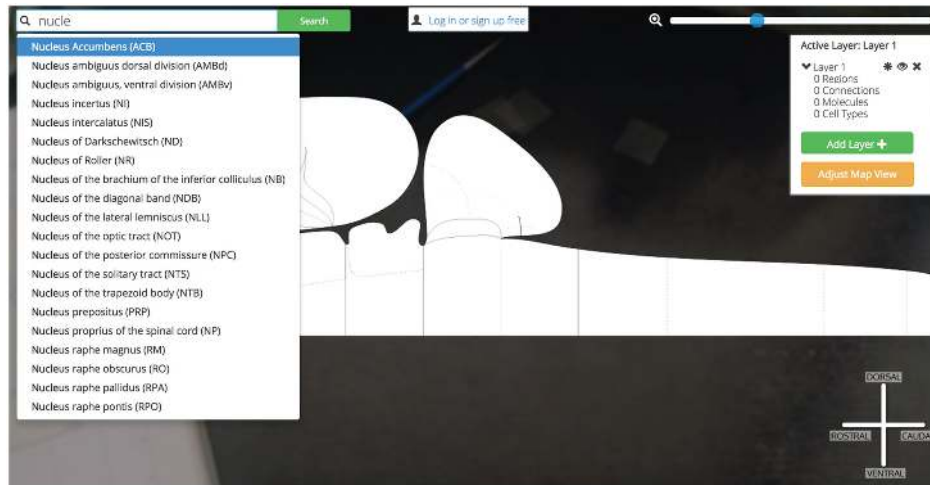 nucle
Search
Log in or sign up free
Nucleus Accumbens (ACB)
Nucleus ambiguus dorsal division (AMBd)
Nucleus ambiguus, ventral division (AMBv)
Nucleus incertus (NI)
Nucleus intercalatus (NIS)
Nucleus of Darkschewitsch (ND)
Nucleus of Roller (NR)
Nucleus of the brachium of the inferior colliculus (NB)
Nucleus of the diagonal band (NDB)
Nucleus of the lateral lemniscus (NLL)
Nucleus of the optic tract (NOT)
Nucleus of the posterior commissure (NPC)
Nucleus of the solitary tract (NTS)
Nucleus of the trapezoid body (NTB)
Nucleus prepositus (PRP)
Nucleus proprius of the spinal cord (NP)
Nucleus raphe magnus (RM)
Nucleus raphe obscurus (RO)
Nucleus raphe pallidus (RPA)
Nucleus raphe pontis (RPO)
Active Layer: Layer 1
Layer 1
0 Regions
0 Connections
0 Molecules
0 Cell Types
Add Layer +
Adjust Map View
DORSAL
ROSTRAL
CAUDA
VENTRAL